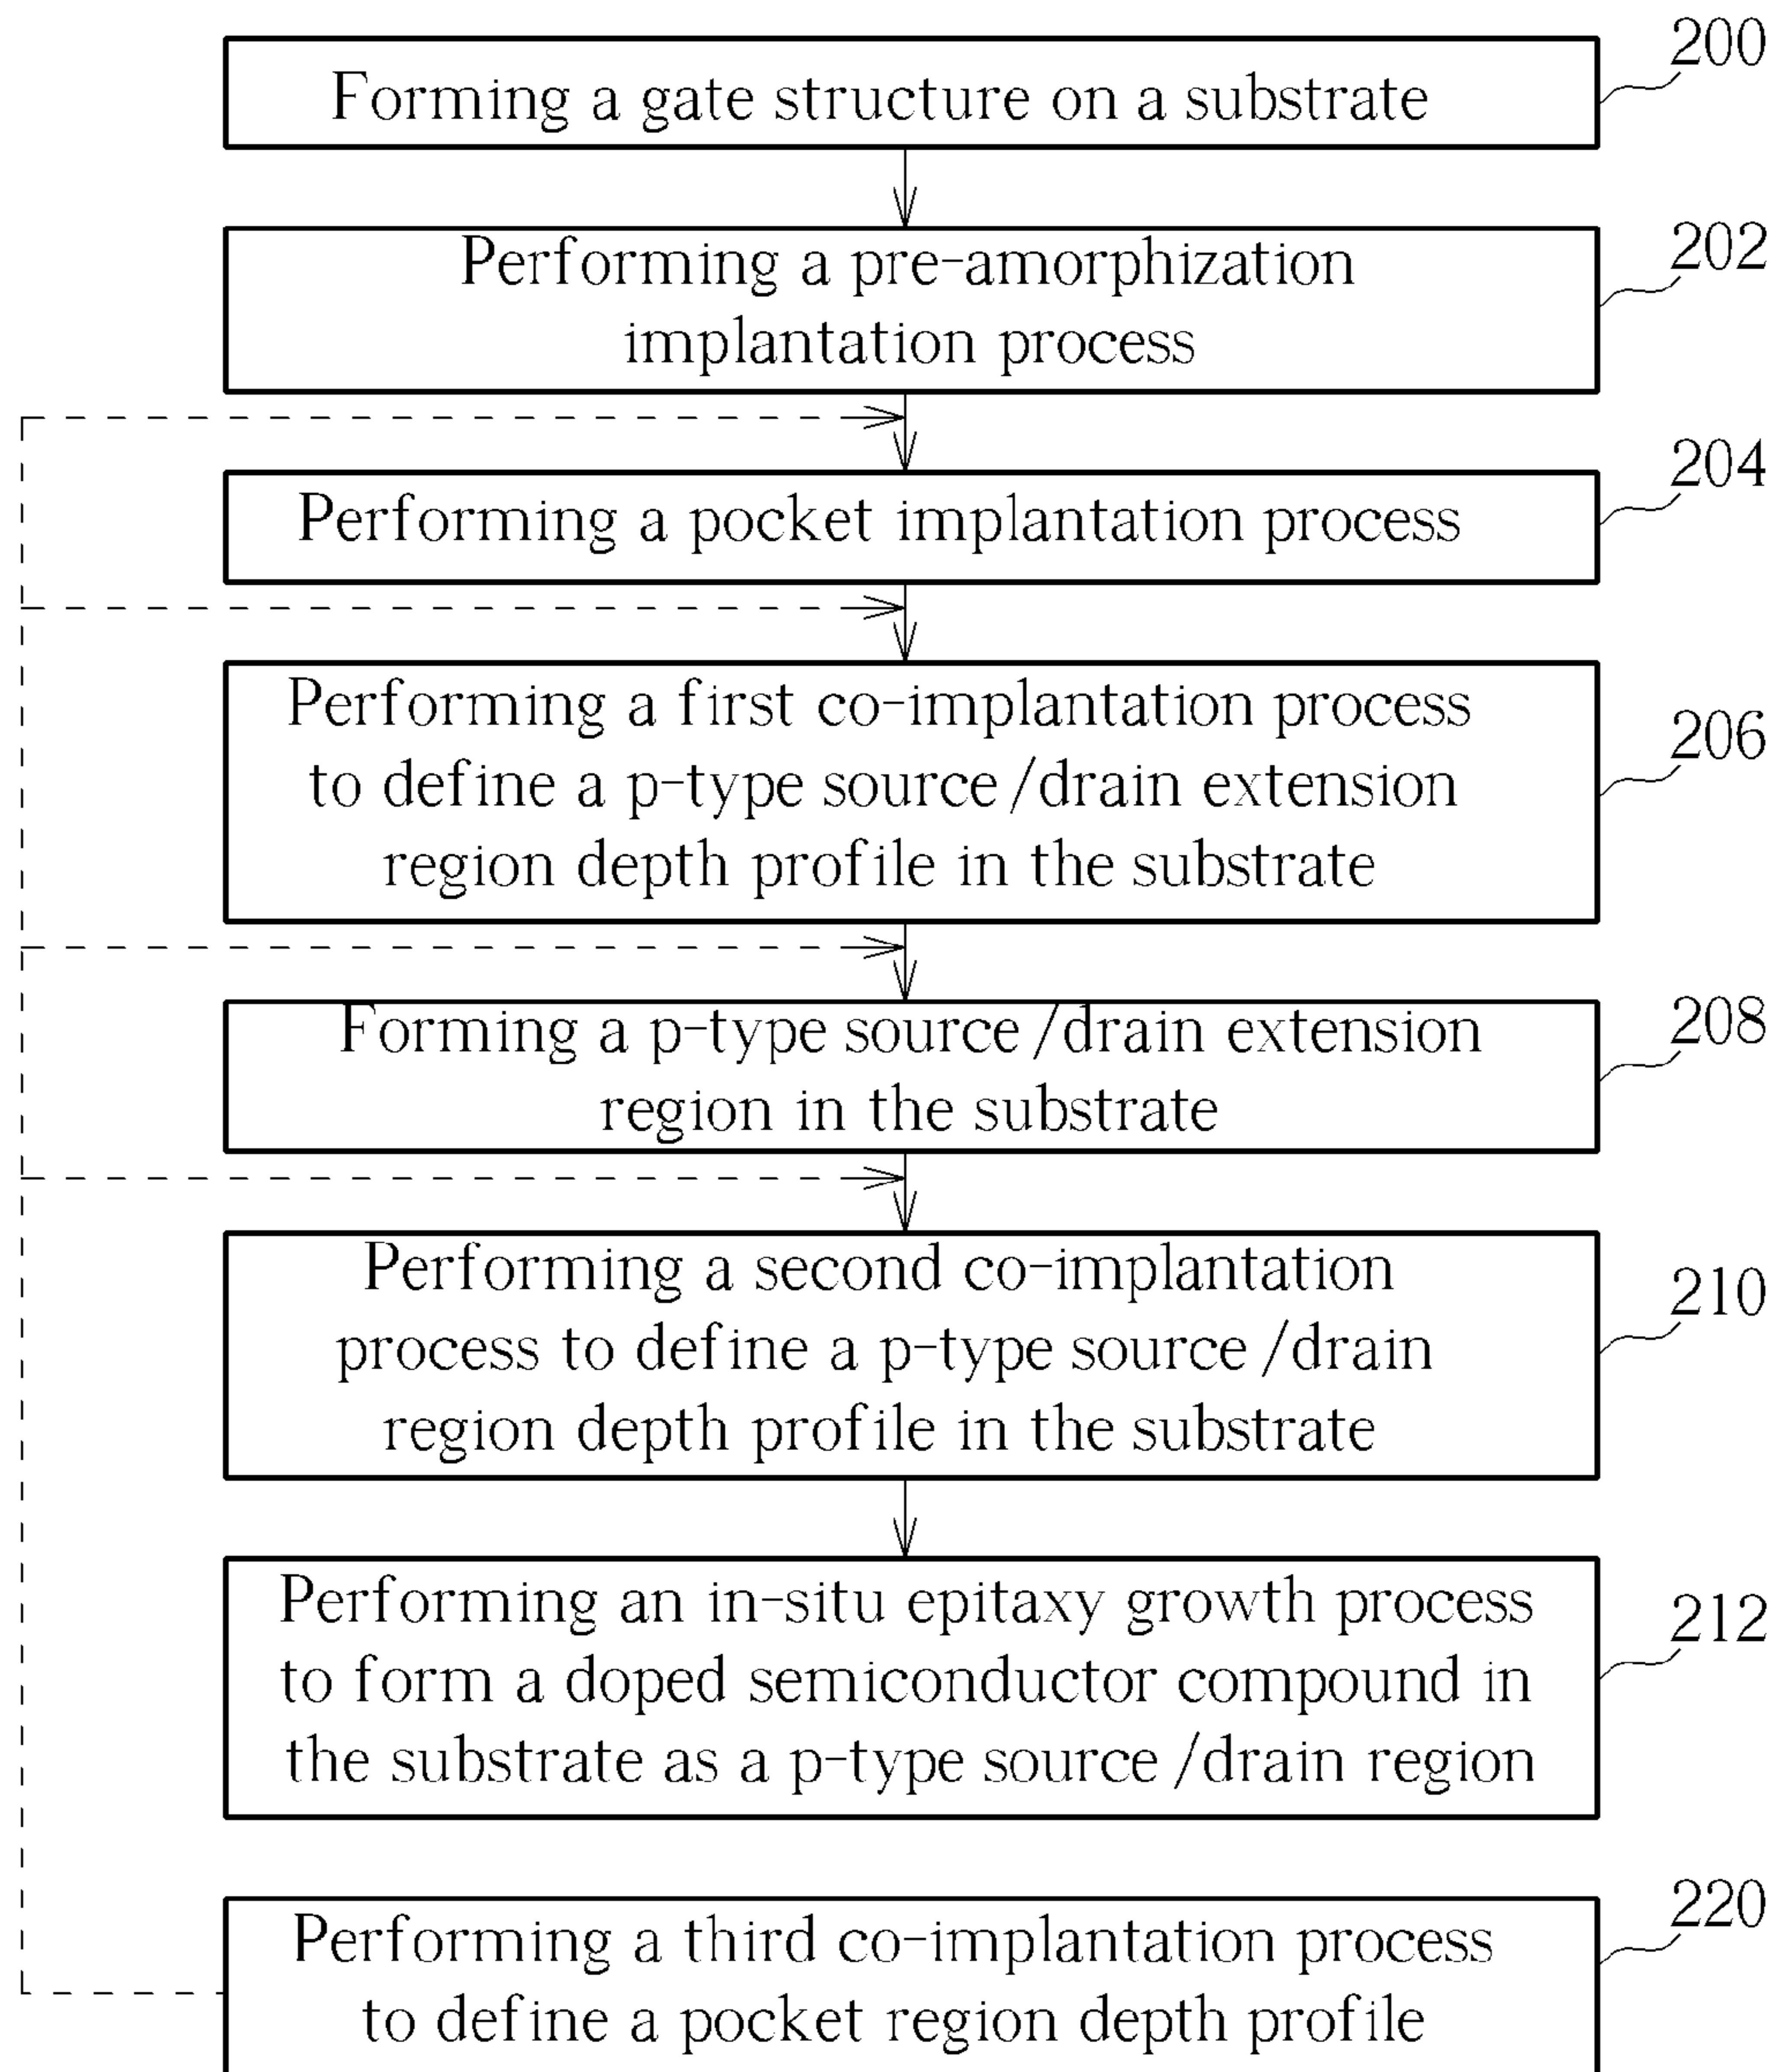 Forming a gate structure on a substrate
200
Performing a pre-amorphization
implantation process
202
Performing a pocket implantation process
204
Performing a first co-implantation process
to define a p-type source/drain extension
region depth profile in the substrate
206
Forming a p-type source/drain extension
region in the substrate
208
Performing a second co-implantation
process to define a p-type source/drain
region depth profile in the substrate
210
Performing an in-situ epitaxy growth process
to form a doped semiconductor compound in
the substrate as a p-type source/drain region
212
Performing a third co-implantation process
to define a pocket region depth profile
220